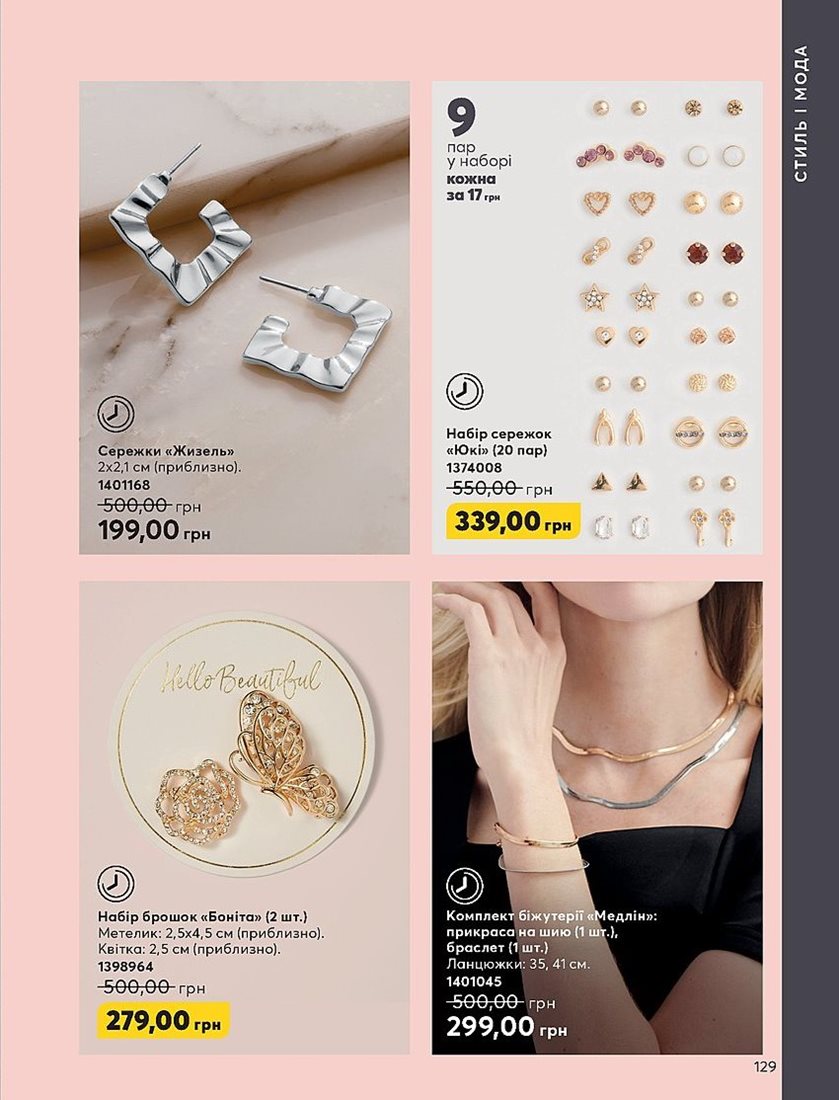 СТИЛЬ | МОДА
Сережки «Жизель»
2х2,1 см (приблизно).
1401168
500,00 грн
199,00 грн
9
пар
у наборі
кожна
за 17 грн
Набір сережок
«Юкі» (20 пар)
1374008
550,00 грн
339,00 грн
Hello Beautiful
Набір брошок «Боніта» (2 шт.)
Метелик: 2,5х4,5 см (приблизно).
Квітка: 2,5 см (приблизно).
1398964
500,00 грн
279,00 грн
Комплект біжутерії «Медлін»:
прикраса на шию (1 шт.),
браслет (1 шт.)
Ланцюжки: 35, 41 см.
1401045
500,00 грн
299,00 грн
129